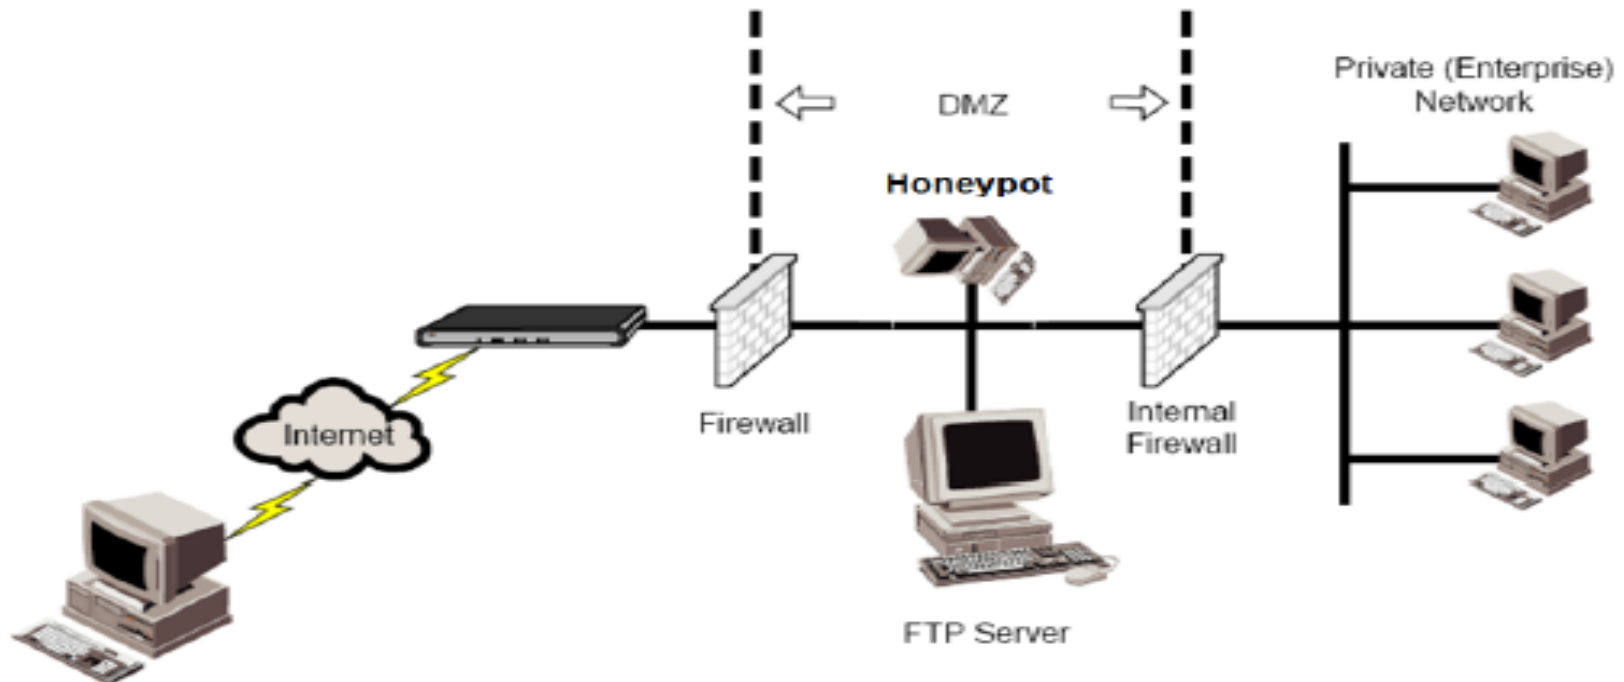 Private (Enterprise)
Network
DMZ
Honeypot
Firewall
Internal
Firewall
Internet
FTP Server